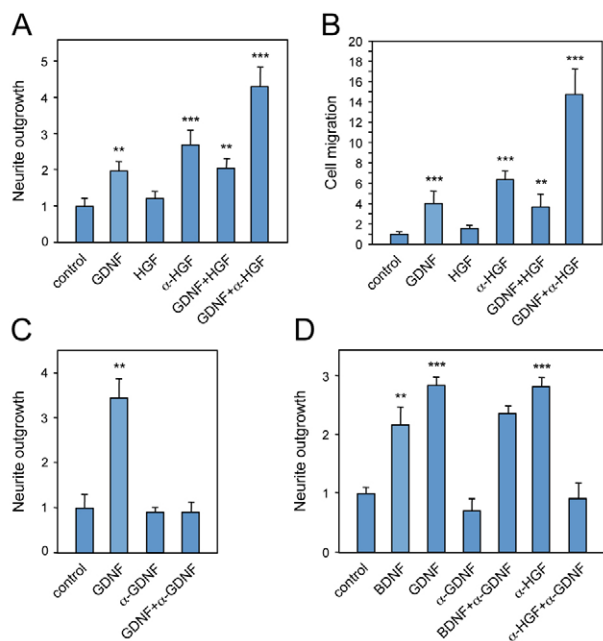 A
Neurite outgrowth
5
4
3
2
1
0
**
***
**
***
control
GDNF
HGF
α-HGF
GDNF+HGF
GDNF+α-HGF
B
Cell migration
20
18
16
14
12
10
8
6
4
2
0
***
***
**
***
control
GDNF
HGF
α-HGF
GDNF+HGF
GDNF+α-HGF
C
Neurite outgrowth
4
3
2
1
0
**
control
GDNF
α-GDNF
GDNF+α-GDNF
D
Neurite outgrowth
3
2
1
0
**
***
***
control
BDNF
GDNF
α-GDNF
BDNF+α-GDNF
α-HGF
α-HGF+α-GDNF